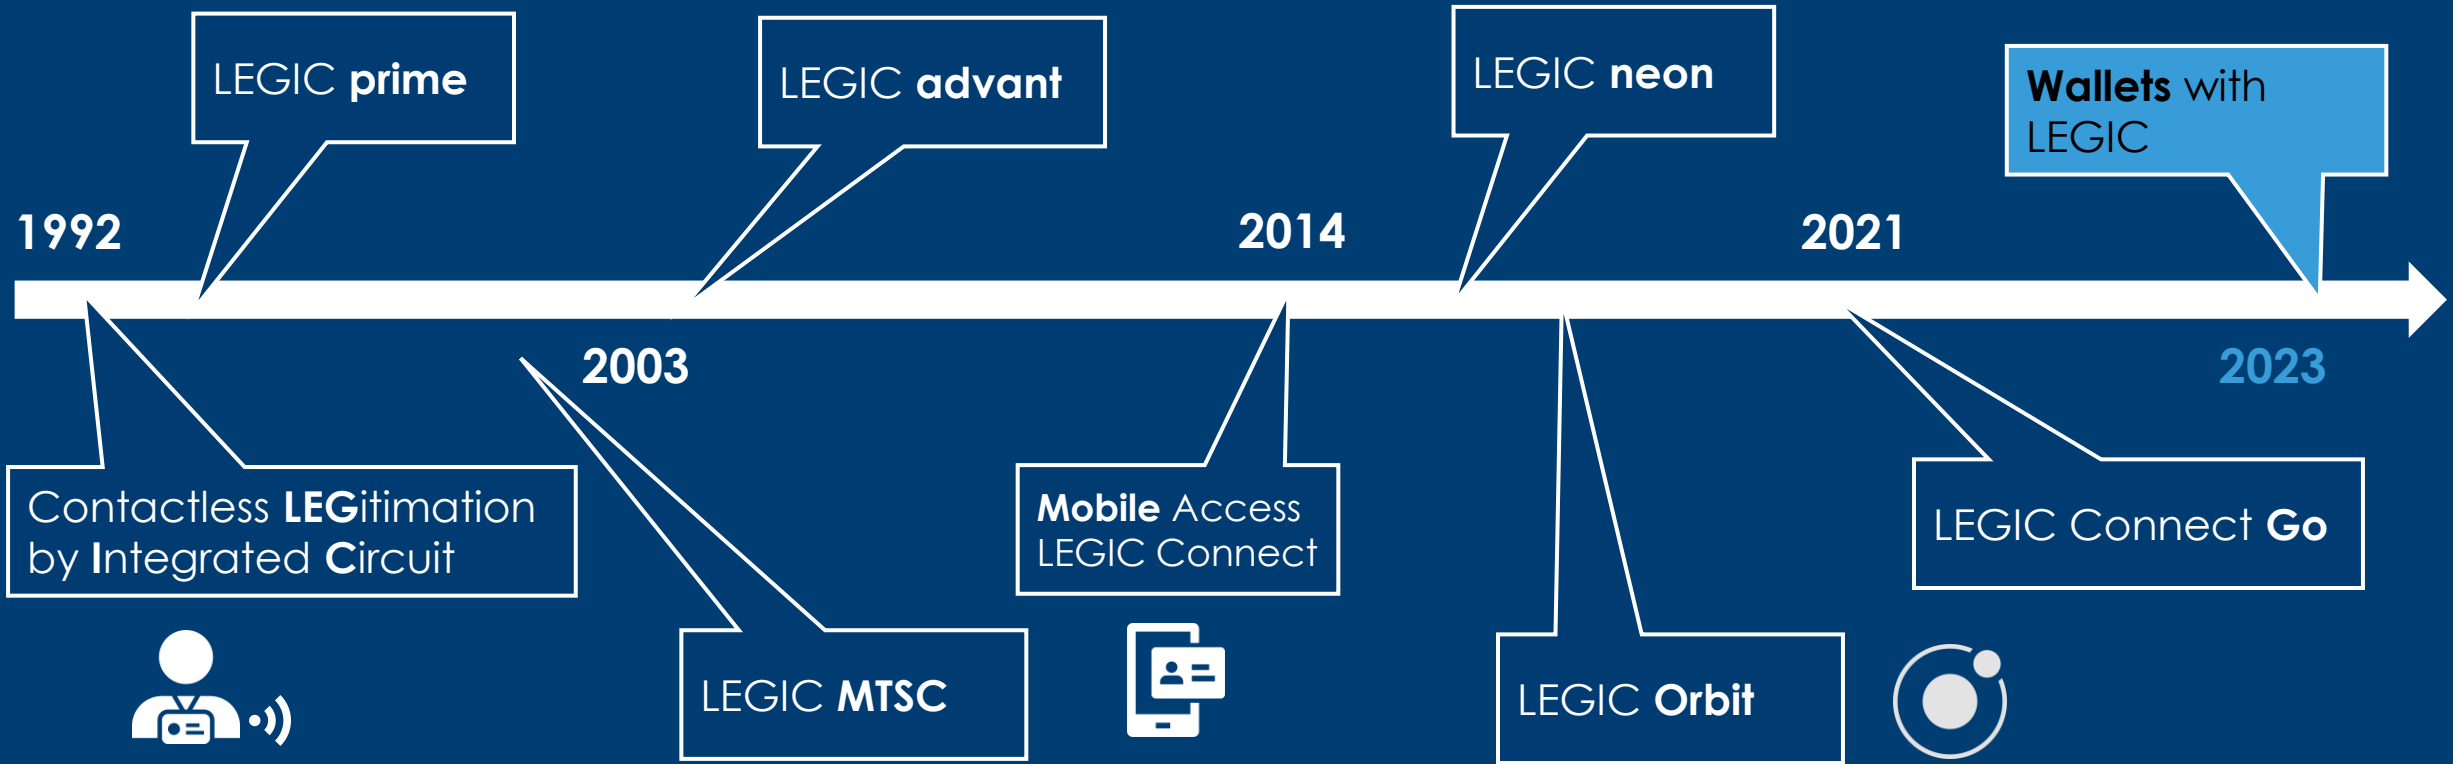 LEGIC prime
LEGIC advant
LEGIC neon
Wallets with
LEGIC
1992
2014
2021
2003
2023
Contactless LEGitimation
by Integrated Circuit
Mobile Access
LEGIC Connect
LEGIC Connect Go
LEGIC MTSC
LEGIC Orbit